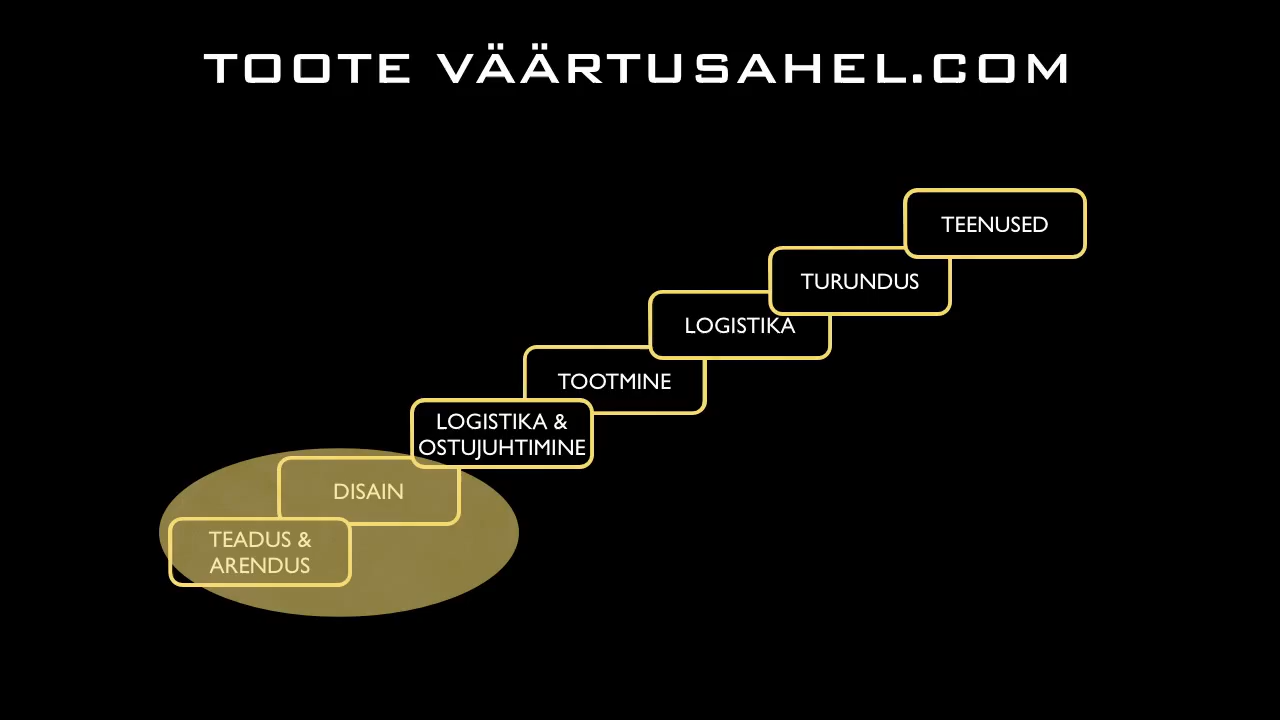 TOOTE VÄÄRTUSAHEL.COM
TEENUSED
TURUNDUS
LOGISTIKA
TOOTMINE
LOGISTIKA &
OSTUJUHTIMINE
DISAIN
TEADUS &
ARENDUS